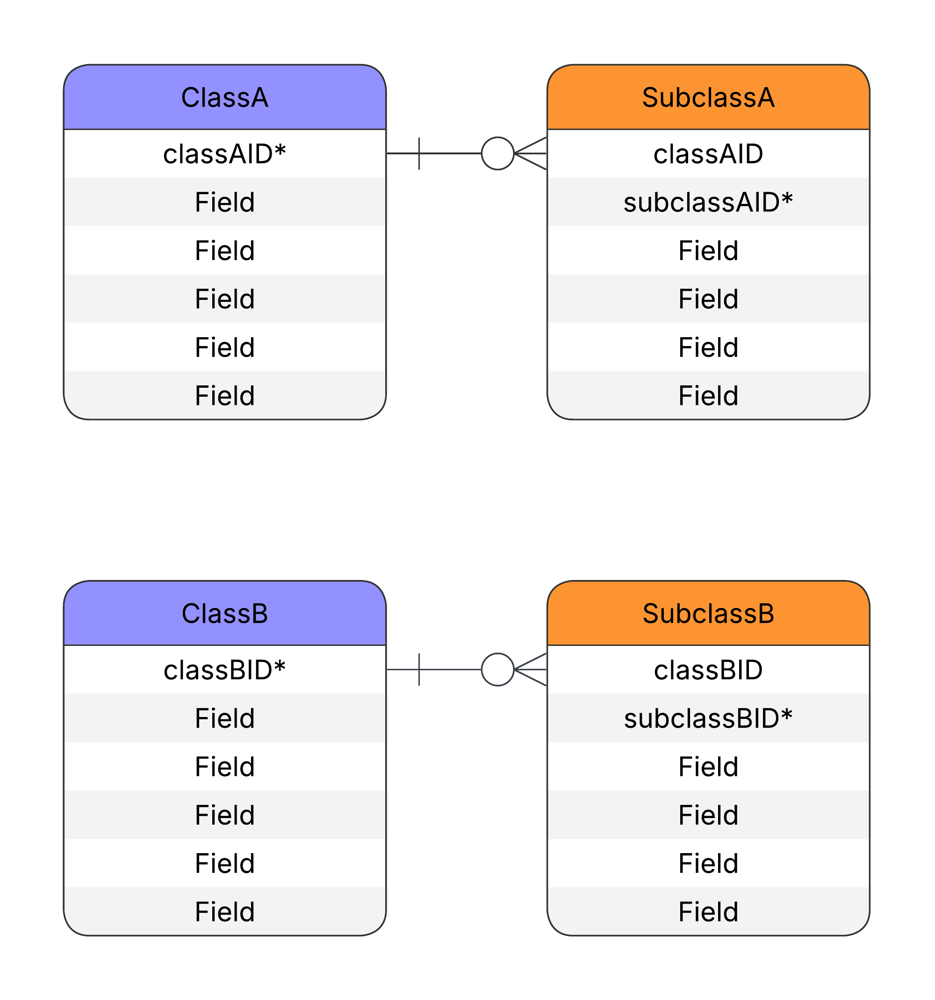 ClassA
classAID*
Field
Field
Field
Field
Field
SubclassA
classAID
subclassAID*
Field
Field
Field
Field
ClassB
classBID*
Field
Field
Field
Field
Field
SubclassB
classBID
subclassBID*
Field
Field
Field
Field